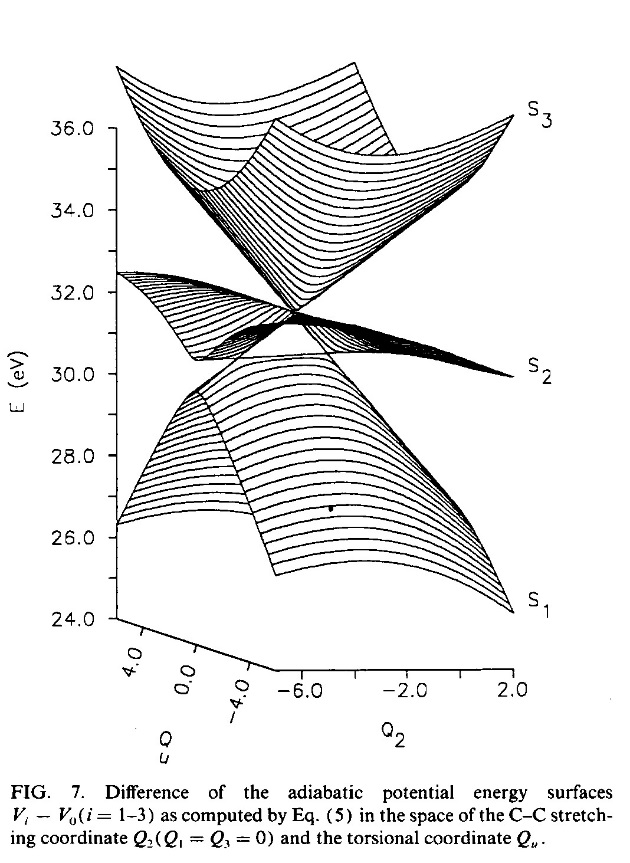 S3
36.0
34.0
32.0
30.0
28.0
26.0
24.0
E (eV)
S2
S1
4.0
0.0
−4.0
Qu
−6.0
−2.0
2.0
Q2
FIG. 7. Difference of the adiabatic potential energy surfaces
Vi − V0(i = 1–3) as computed by Eq. (5) in the space of the C–C stretch-
ing coordinate Q2(Q1 = Q3 = 0) and the torsional coordinate Qu.